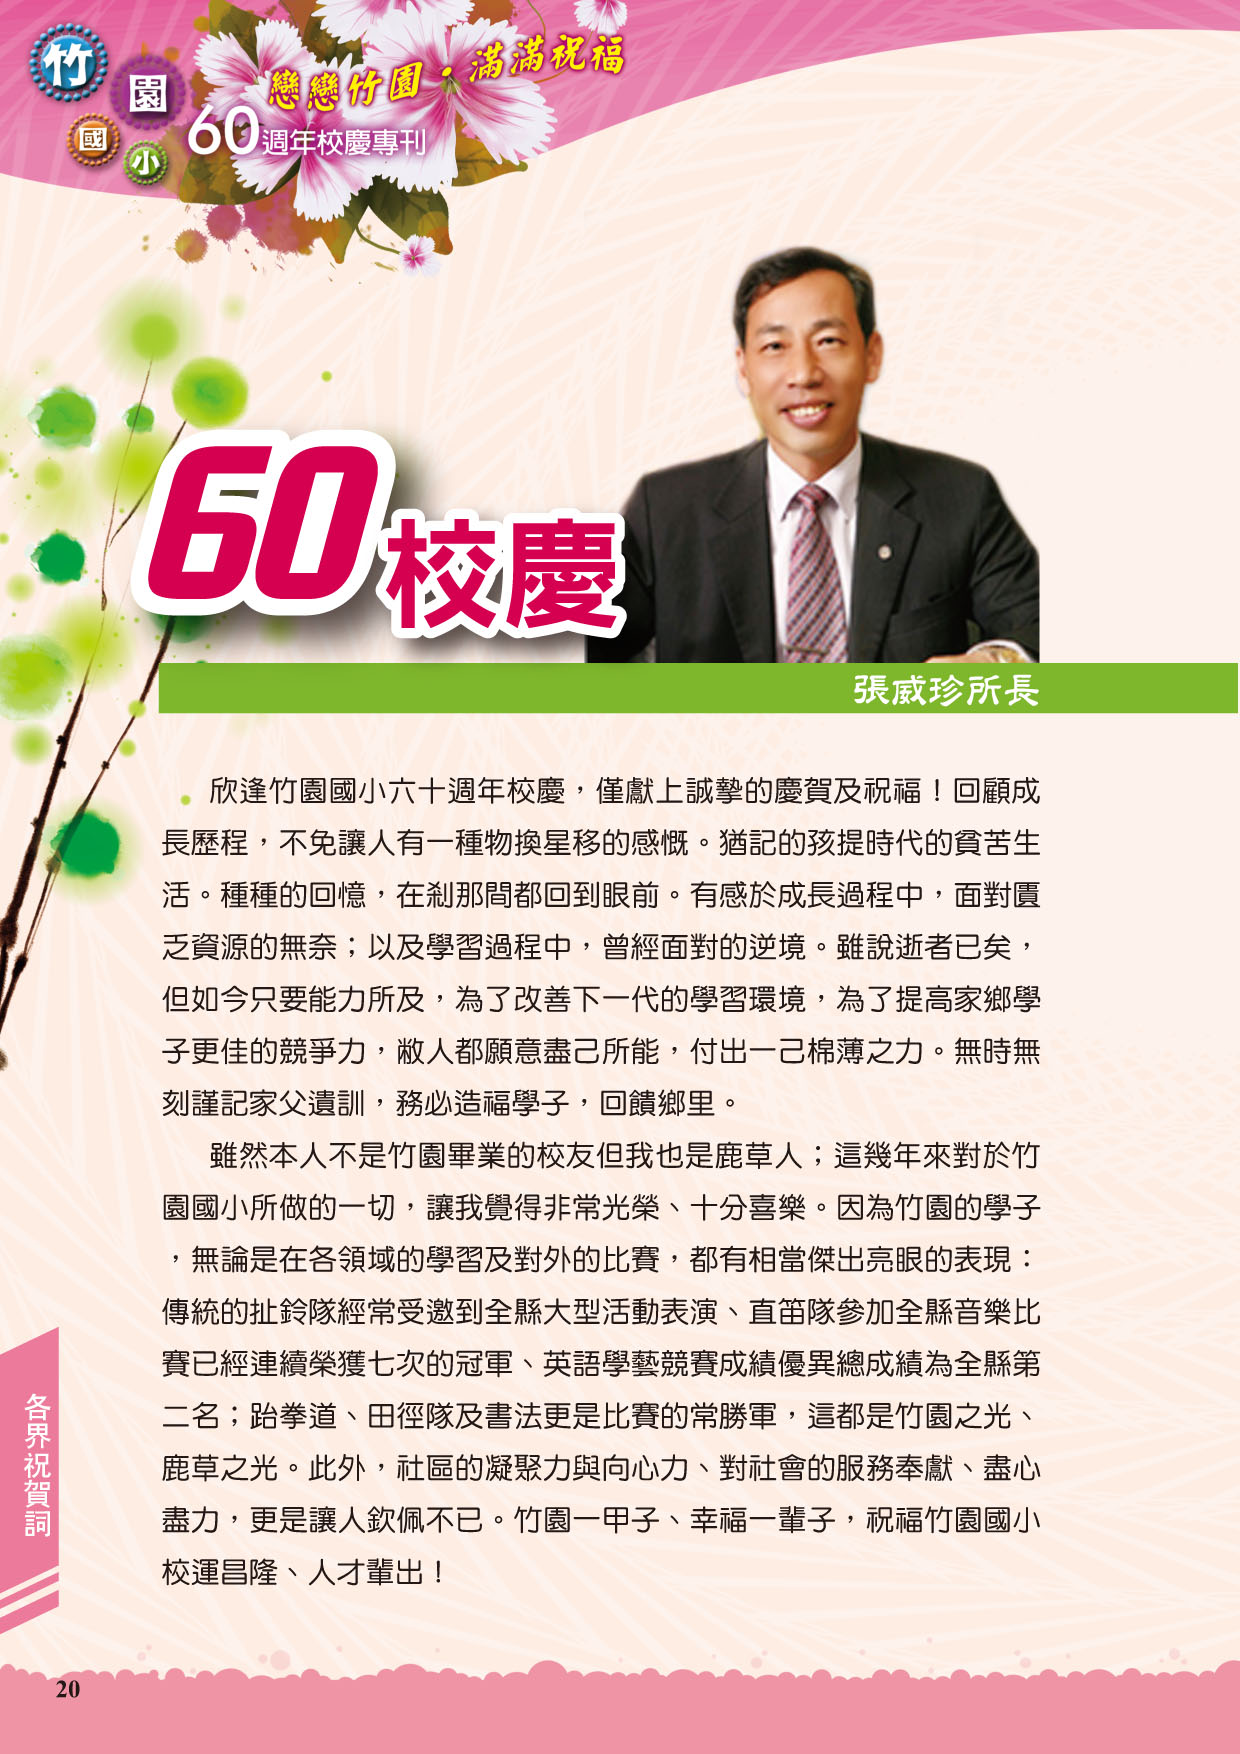 竹園國小
戀戀竹園・滿滿祝福
60週年校慶專刊
60校慶
張威珍所長
欣逢竹園國小六十週年校慶，僅獻上誠摯的慶賀及祝福！回顧成
長歷程，不免讓人有一種物換星移的感慨。猶記的孩提時代的貧苦生
活。種種的回憶，在剎那間都回到眼前。有感於成長過程中，面對匱
乏資源的無奈；以及學習過程中，曾經面對的逆境。雖說逝者已矣，
但如今只要能力所及，為了改善下一代的學習環境，為了提高家鄉學
子更佳的競爭力，敝人都願意盡己所能，付出一己棉薄之力。無時無
刻謹記家父遺訓，務必造福學子，回饋鄉里。
雖然本人不是竹園畢業的校友但我也是鹿草人；這幾年來對於竹
園國小所做的一切，讓我覺得非常光榮、十分喜樂。因為竹園的學子
，無論是在各領域的學習及對外的比賽，都有相當傑出亮眼的表現：
傳統的扯鈴隊經常受邀到全縣大型活動表演、直笛隊參加全縣音樂比
賽已經連續榮獲七次的冠軍、英語學藝競賽成績優異總成績為全縣第
二名；跆拳道、田徑隊及書法更是比賽的常勝軍，這都是竹園之光、
鹿草之光。此外，社區的凝聚力與向心力、對社會的服務奉獻、盡心
盡力，更是讓人欽佩不已。竹園一甲子、幸福一輩子，祝福竹園國小
校運昌隆、人才輩出！
各界祝賀詞
20